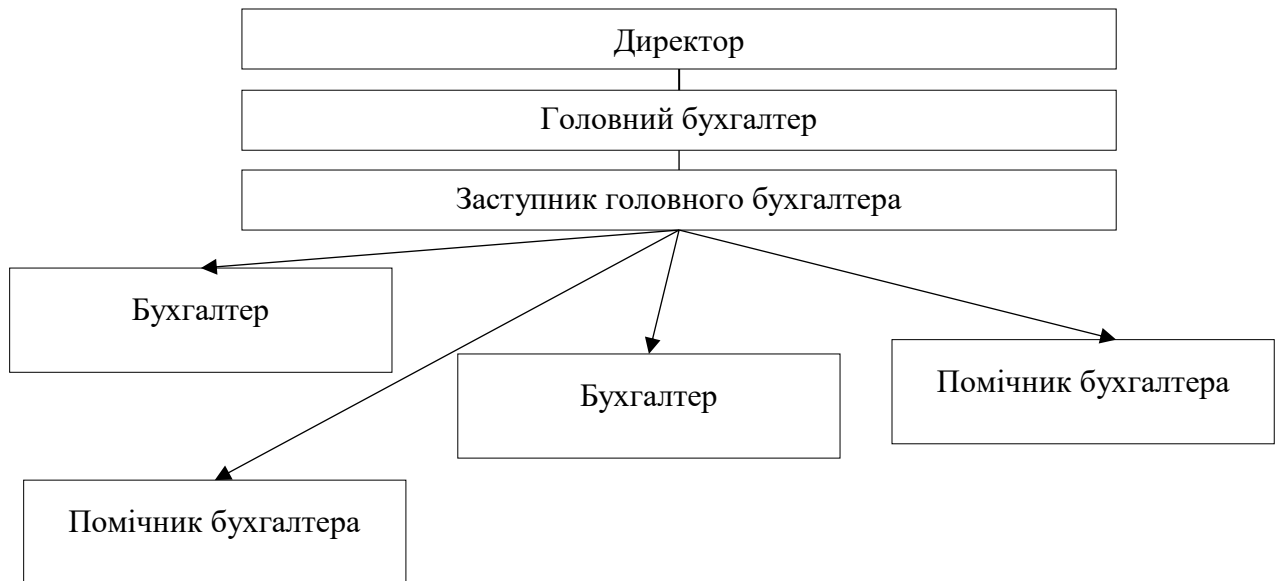 Директор
Головний бухгалтер
Заступник головного бухгалтера
Бухгалтер
Бухгалтер
Помічник бухгалтера
Помічник бухгалтера